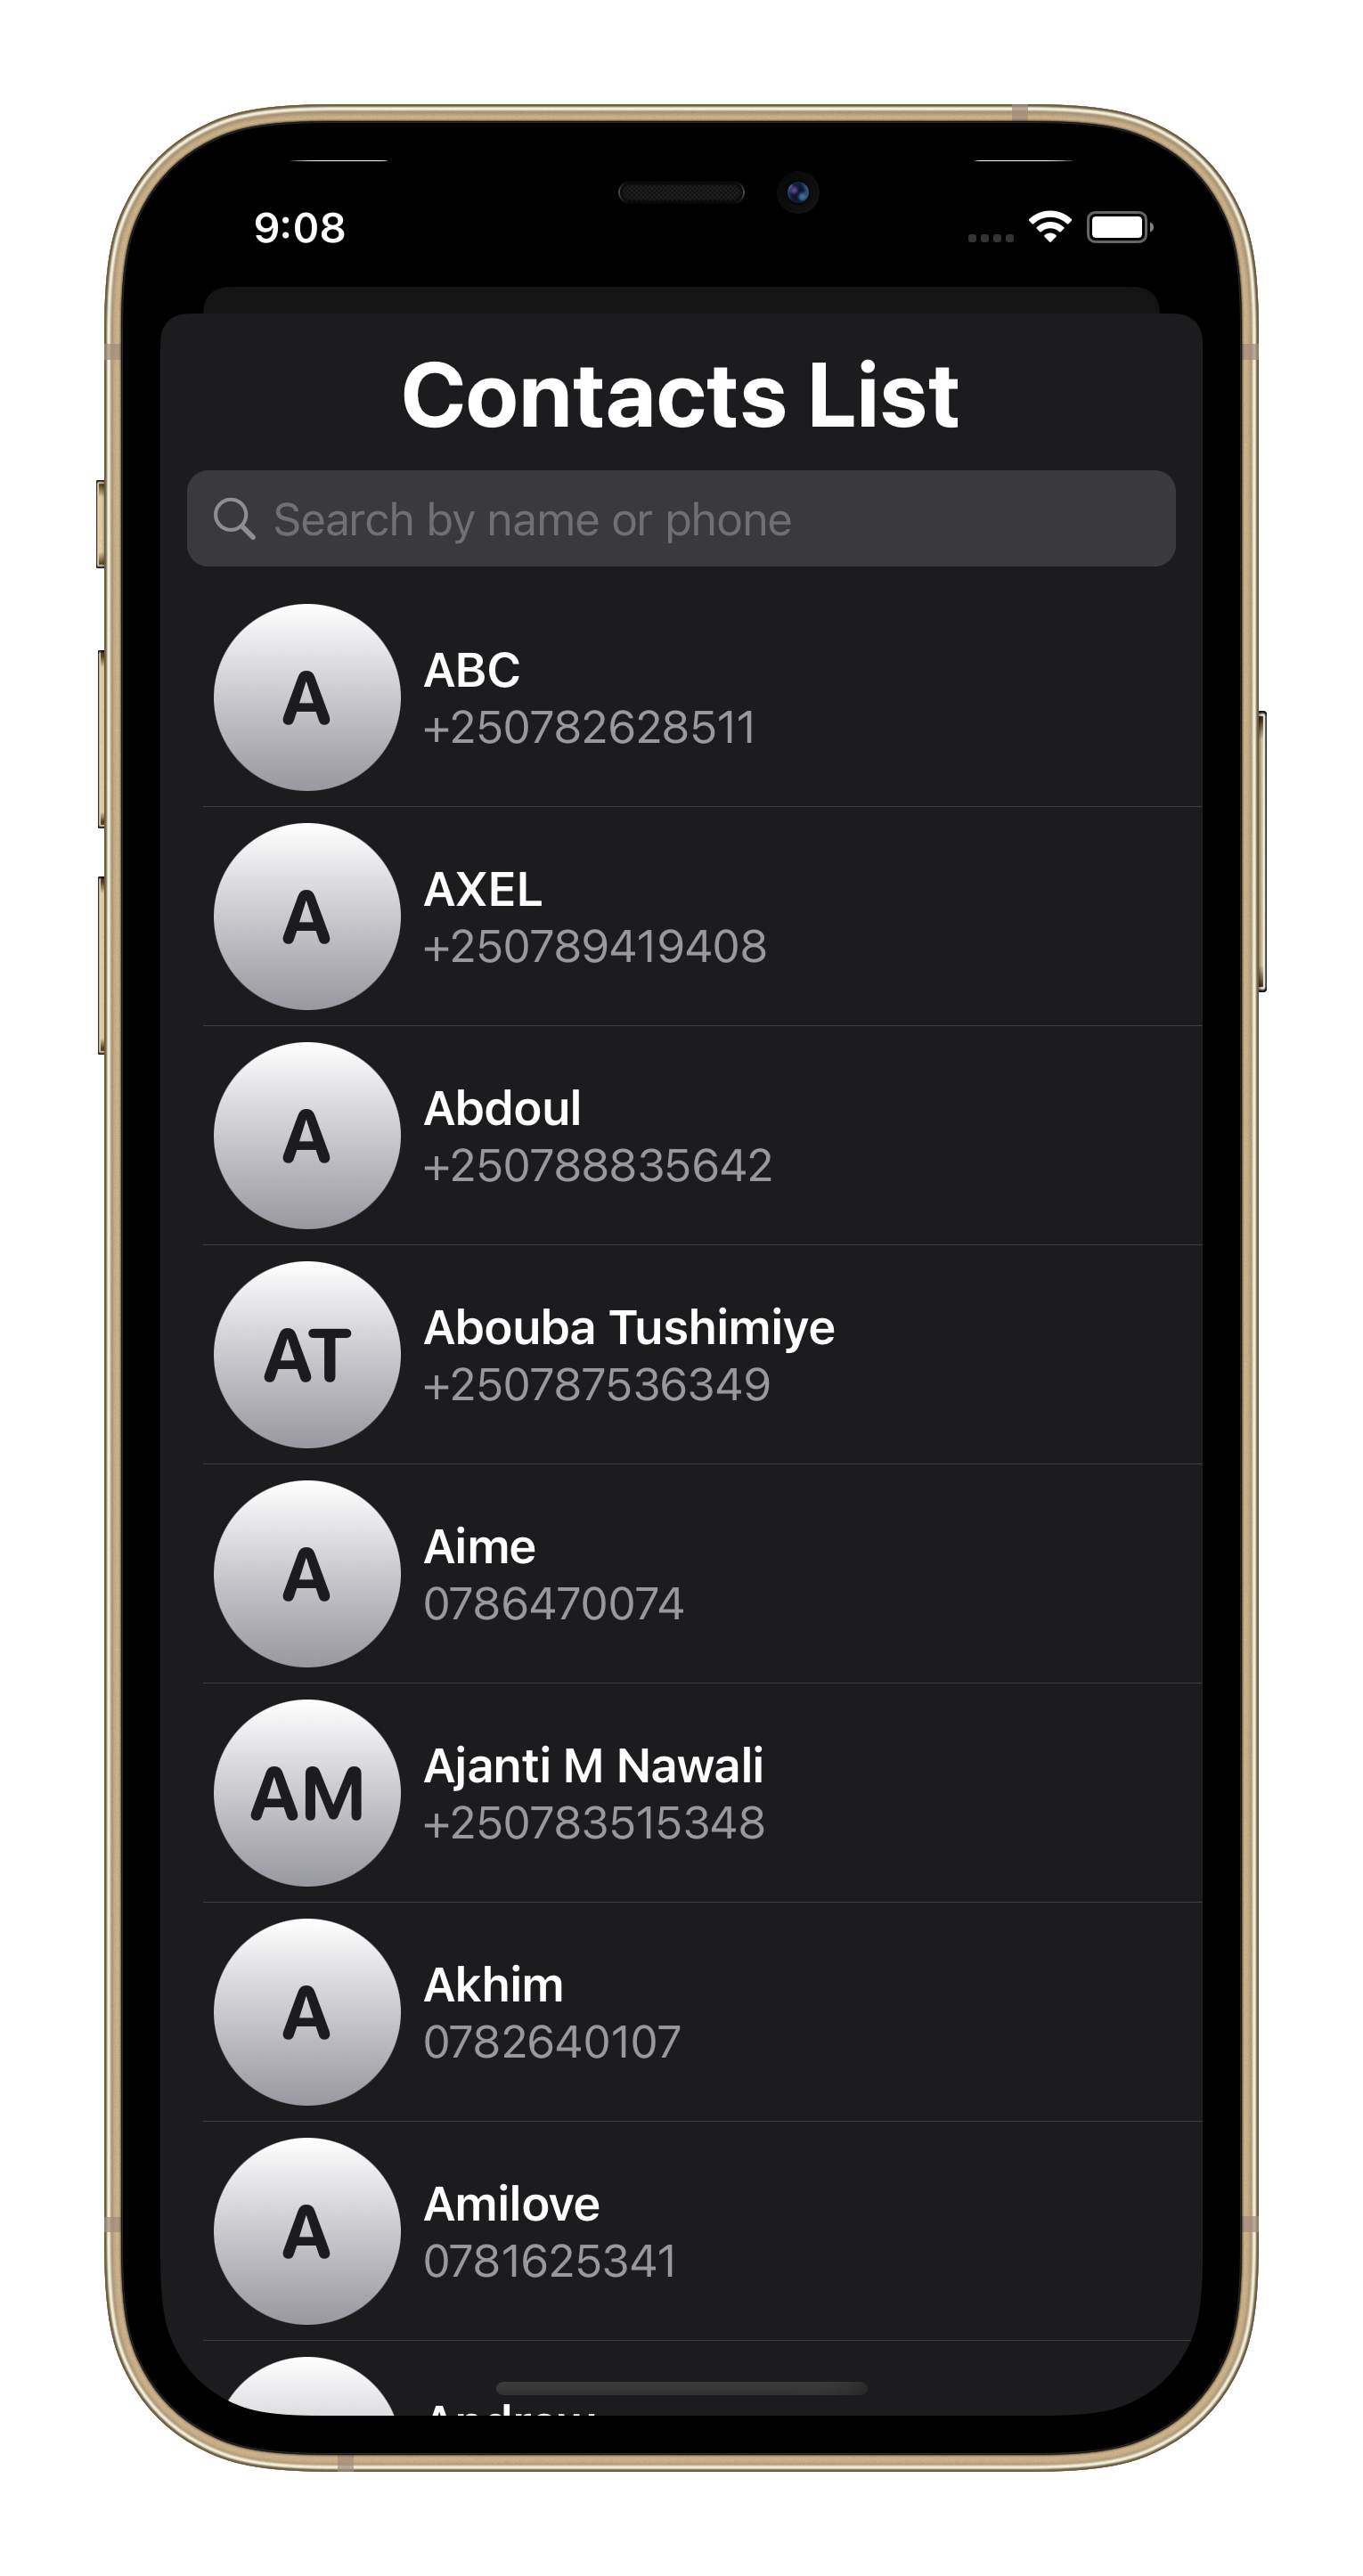 9:08
Contacts List
Search by name or phone
A
ABC
+250782628511
A
AXEL
+250789419408
A
Abdoul
+250788835642
AT
Abouba Tushimiye
+250787536349
A
Aime
0786470074
AM
Ajanti M Nawali
+250783515348
A
Akhim
0782640107
A
Amilove
0781625341
Andrew